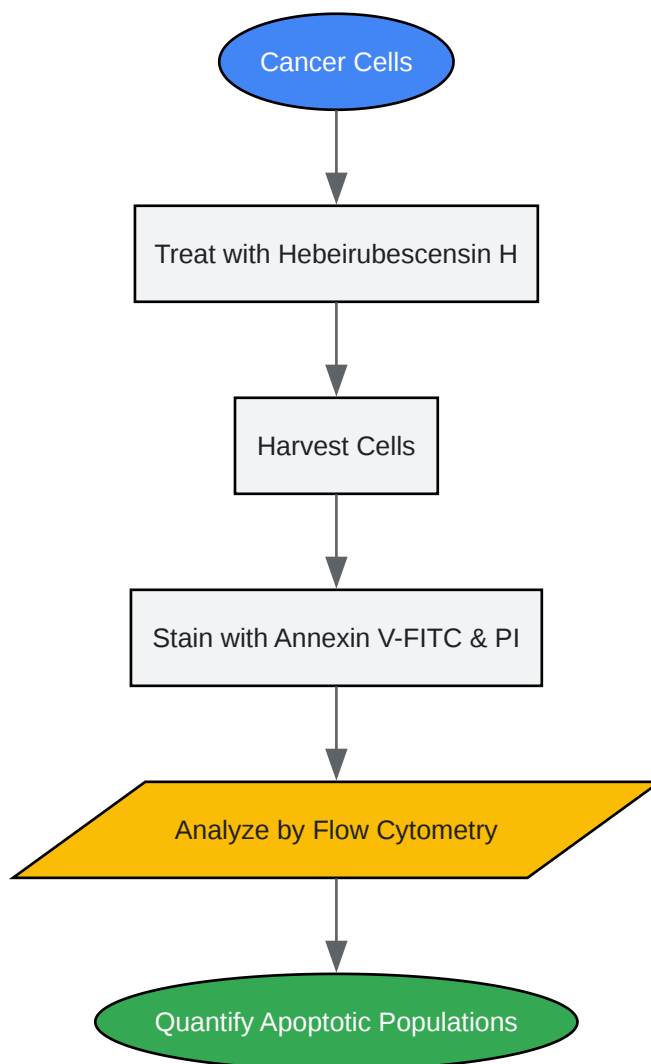 Cancer Cells
Treat with Hebeirubescensin H
Harvest Cells
Stain with Annexin V-FITC & PI
Analyze by Flow Cytometry
Quantify Apoptotic Populations